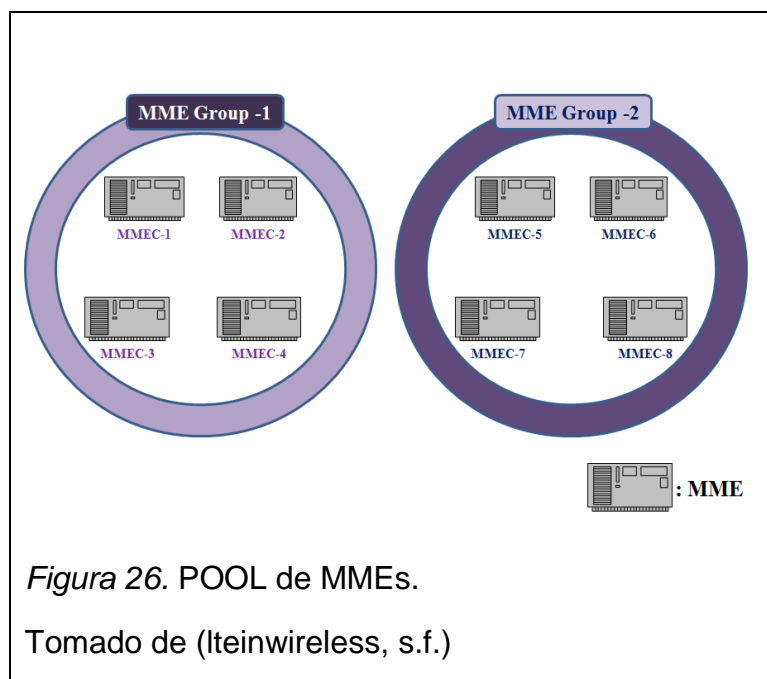 MME Group -1
MME Group -2
MMEC-1
MMEC-2
MMEC-5
MMEC-6
MMEC-3
MMEC-4
MMEC-7
MMEC-8
: MME
Figura 26. POOL de MMEs.
Tomado de (lteinwireless, s.f.)